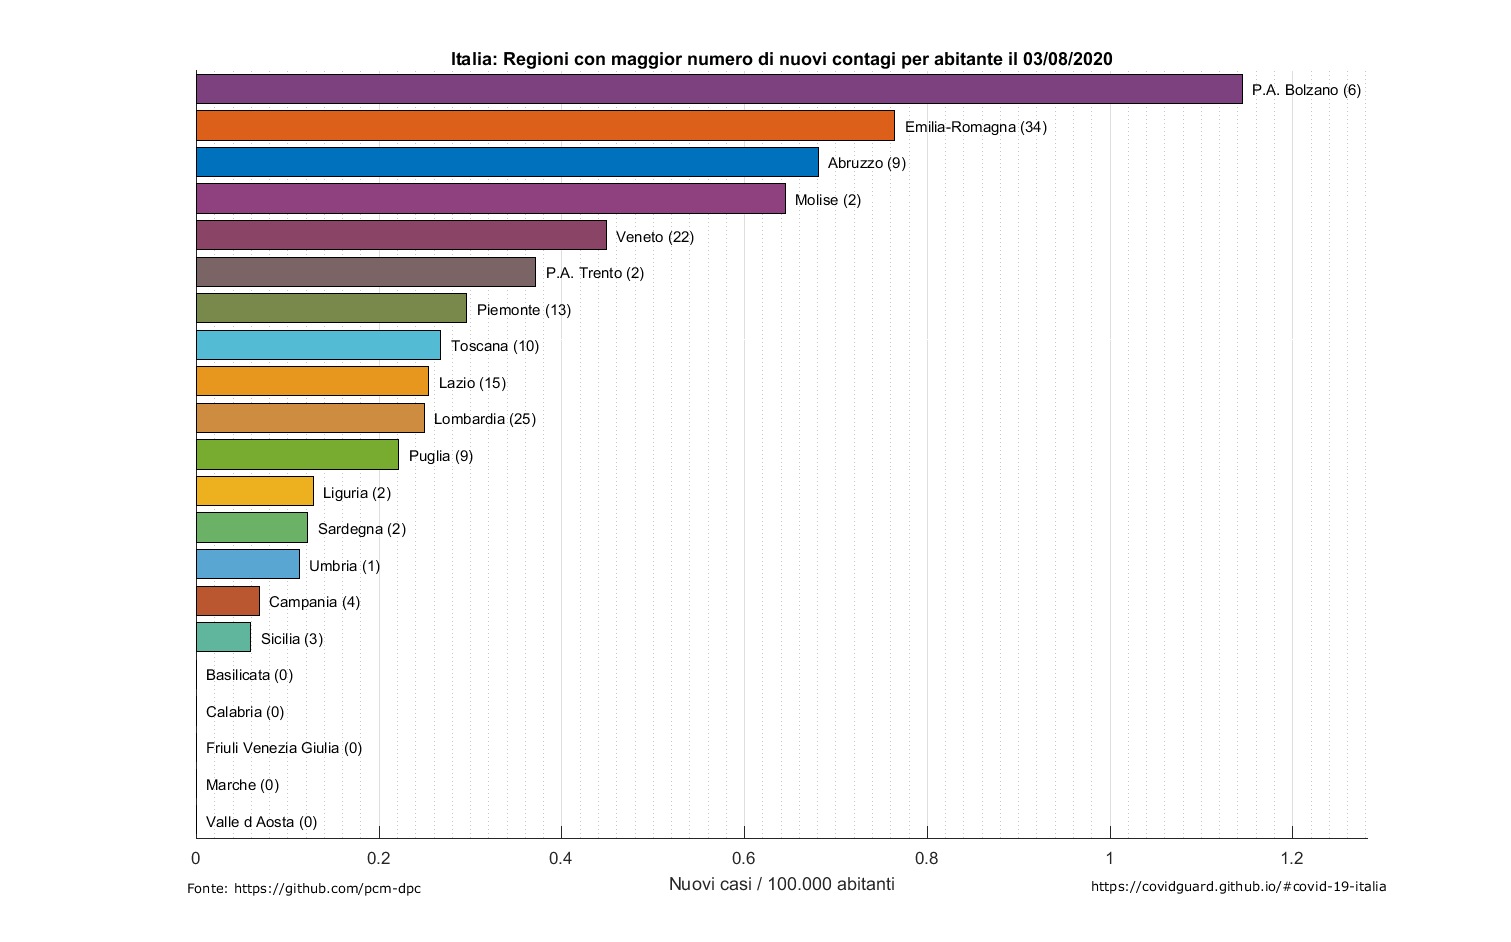 Italia: Regioni con maggior numero di nuovi contagi per abitante il 03/08/2020
P.A. Bolzano (6)
Emilia-Romagna (34)
Abruzzo (9)
Molise (2)
Veneto (22)
P.A. Trento (2)
Piemonte (13)
Toscana (10)
Lazio (15)
Lombardia (25)
Puglia (9)
Liguria (2)
Sardegna (2)
Umbria (1)
Campania (4)
Sicilia (3)
Basilicata (0)
Calabria (0)
Friuli Venezia Giulia (0)
Marche (0)
Valle d Aosta (0)
0 0.2 0.4 0.6 0.8 1 1.2
Nuovi casi / 100.000 abitanti
Fonte: https://github.com/pcm-dpc
https://covidguard.github.io/#covid-19-italia